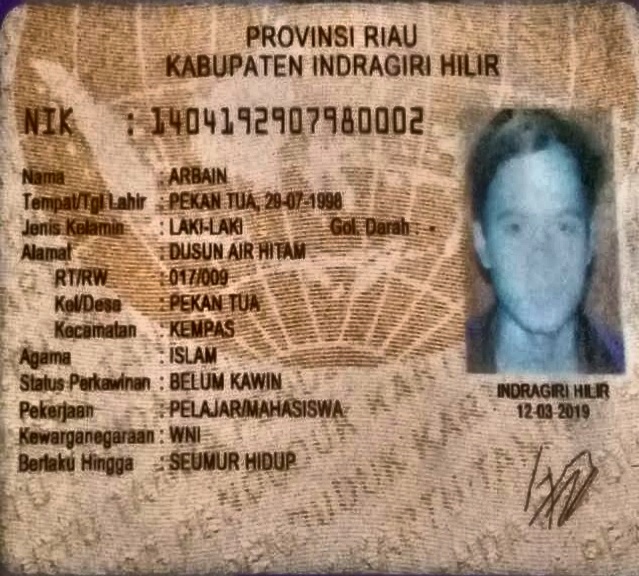 PROVINSI RIAU
KABUPATEN INDRAGIRI HILIR
NIK : 1404192907980002
Nama : ARBAIN
Tempat/Tgl Lahir : PEKAN TUA, 29-07-1998
Jenis Kelamin : LAKI-LAKI Gol. Darah : -
Alamat : DUSUN AIR HITAM
RT/RW : 017/009
Kel/Desa : PEKAN TUA
Kecamatan : KEMPAS
Agama : ISLAM
Status Perkawinan : BELUM KAWIN
Pekerjaan : PELAJAR/MAHASISWA
Kewarganegaraan : WNI
Berlaku Hingga : SEUMUR HIDUP
INDRAGIRI HILIR
12-03-2019